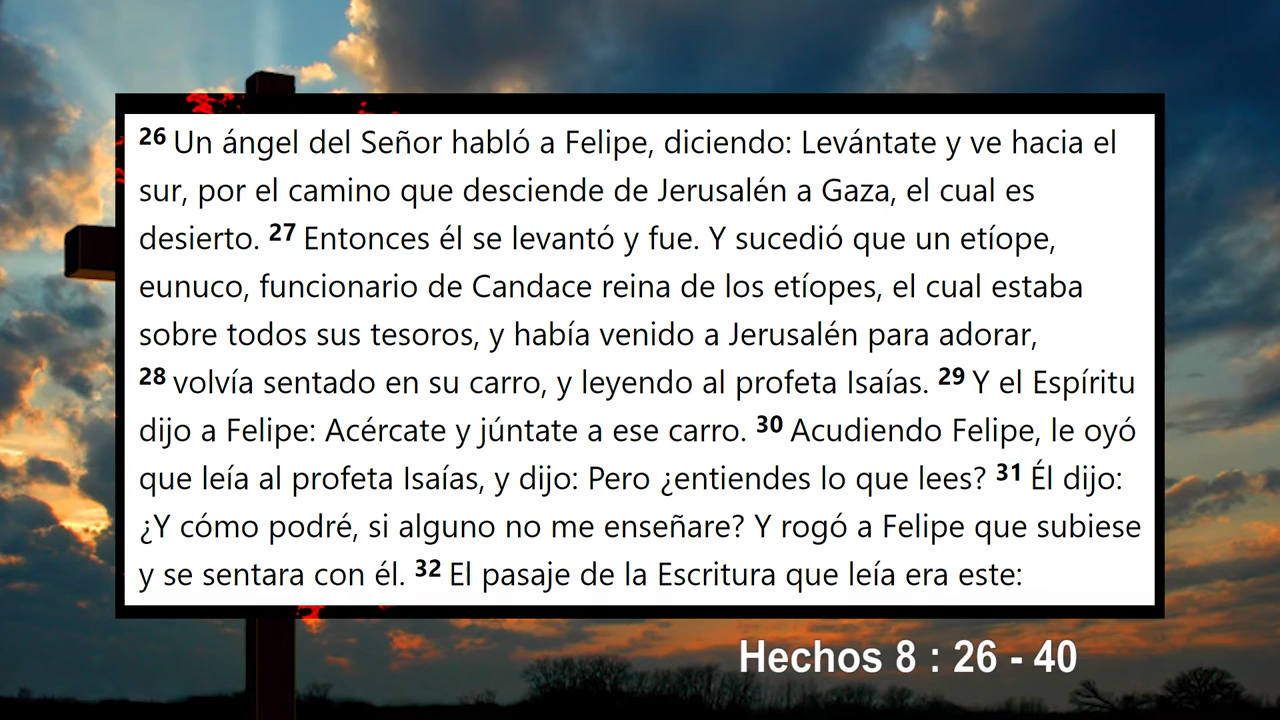 26 Un ángel del Señor habló a Felipe, diciendo: Levántate y ve hacia el
sur, por el camino que desciende de Jerusalén a Gaza, el cual es
desierto. 27 Entonces él se levantó y fue. Y sucedió que un etíope,
eunuco, funcionario de Candace reina de los etíopes, el cual estaba
sobre todos sus tesoros, y había venido a Jerusalén para adorar,
28 volvía sentado en su carro, y leyendo al profeta Isaías. 29 Y el Espíritu
dijo a Felipe: Acércate y júntate a ese carro. 30 Acudiendo Felipe, le oyó
que leía al profeta Isaías, y dijo: Pero ¿entiendes lo que lees? 31 Él dijo:
¿Y cómo podré, si alguno no me enseñare? Y rogó a Felipe que subiese
y se sentara con él. 32 El pasaje de la Escritura que leía era este:
Hechos 8 : 26 - 40